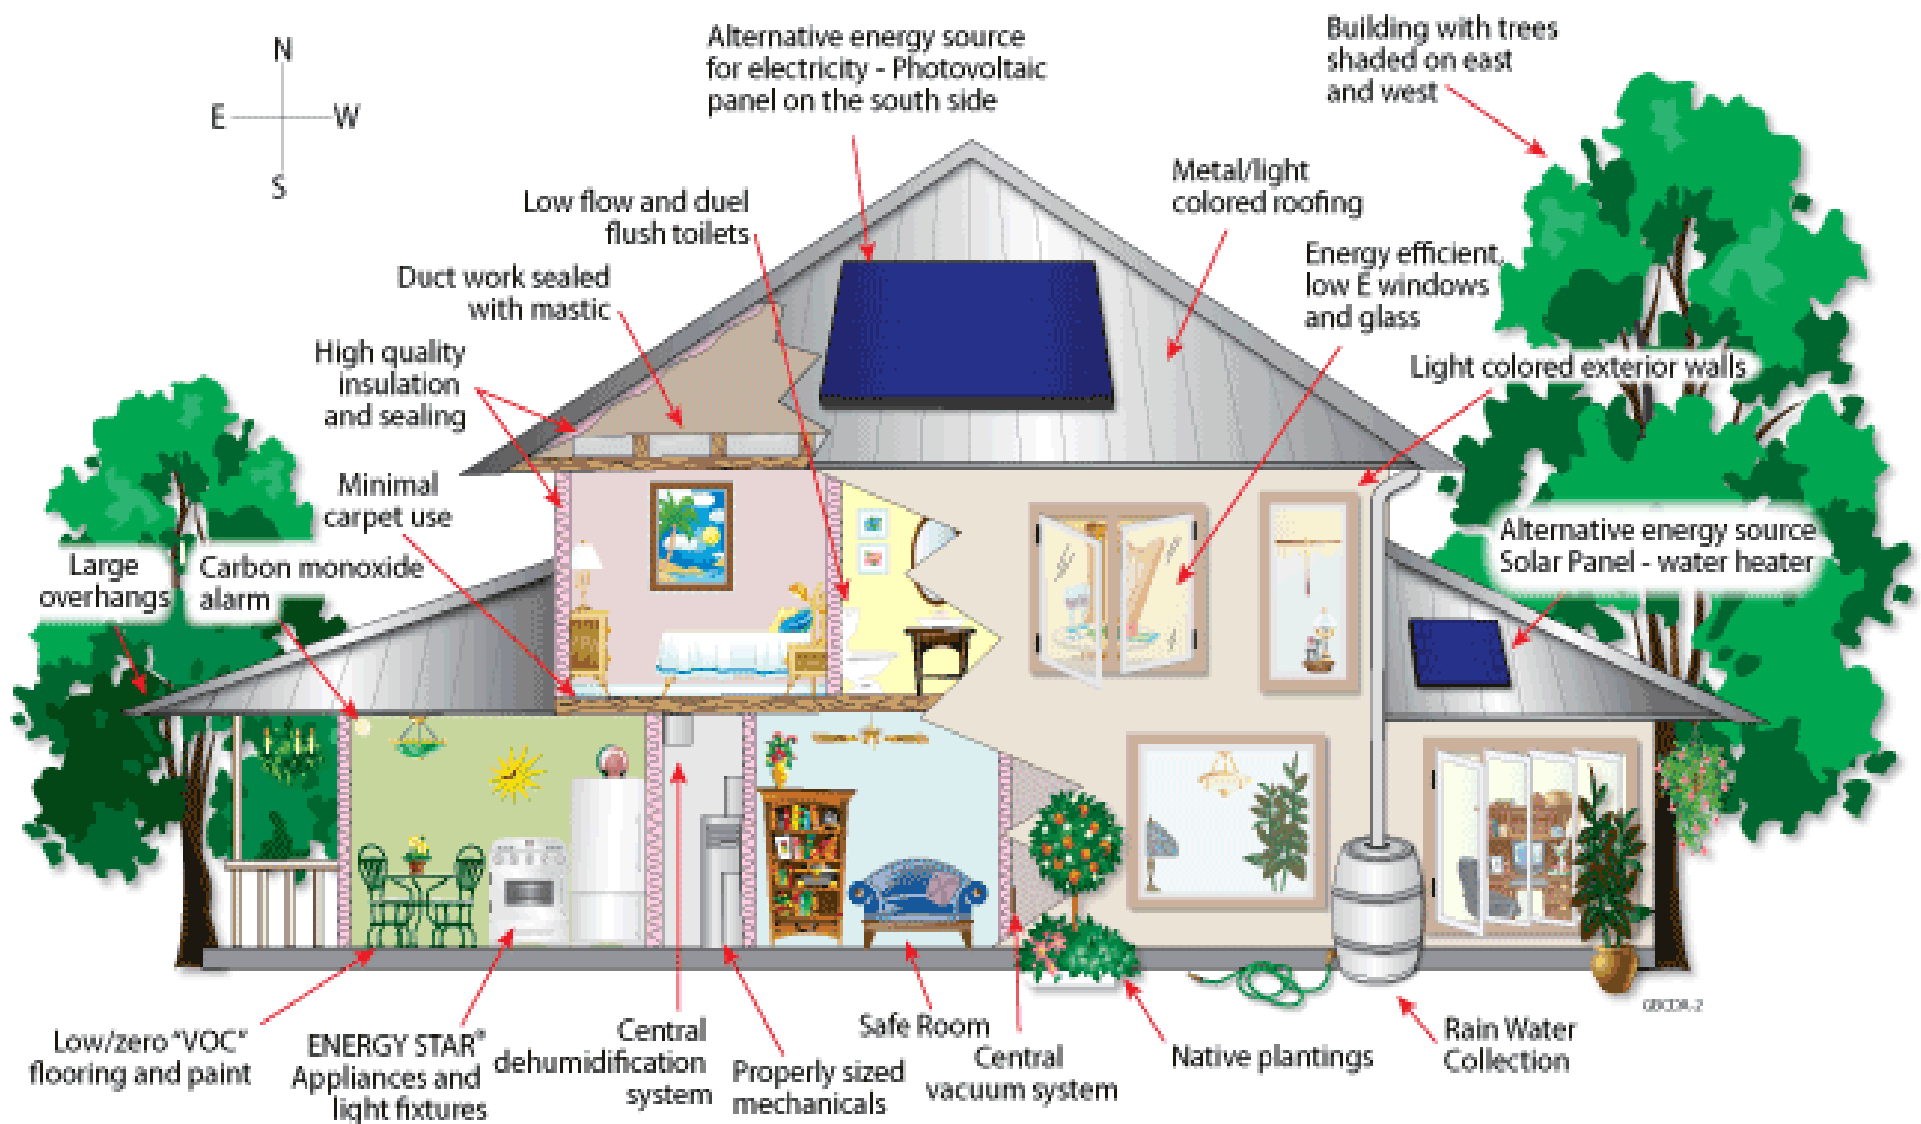 N
E
W
S
Alternative energy source
for electricity - Photovoltaic
panel on the south side
Building with trees
shaded on east
and west
Metal/light
colored roofing
Low flow and duel
flush toilets
Energy efficient,
low E windows
and glass
Duct work sealed
with mastic
High quality
insulation
and sealing
Light colored exterior walls
Minimal
carpet use
Alternative energy source
Solar Panel - water heater
Large
overhangs
Carbon monoxide
alarm
GBCDR-2
Low/zero "VOC"
flooring and paint
ENERGY STAR®
Appliances and
light fixtures
Central
dehumidification
system
Properly sized
mechanicals
Safe Room
Central
vacuum system
Native plantings
Rain Water
Collection